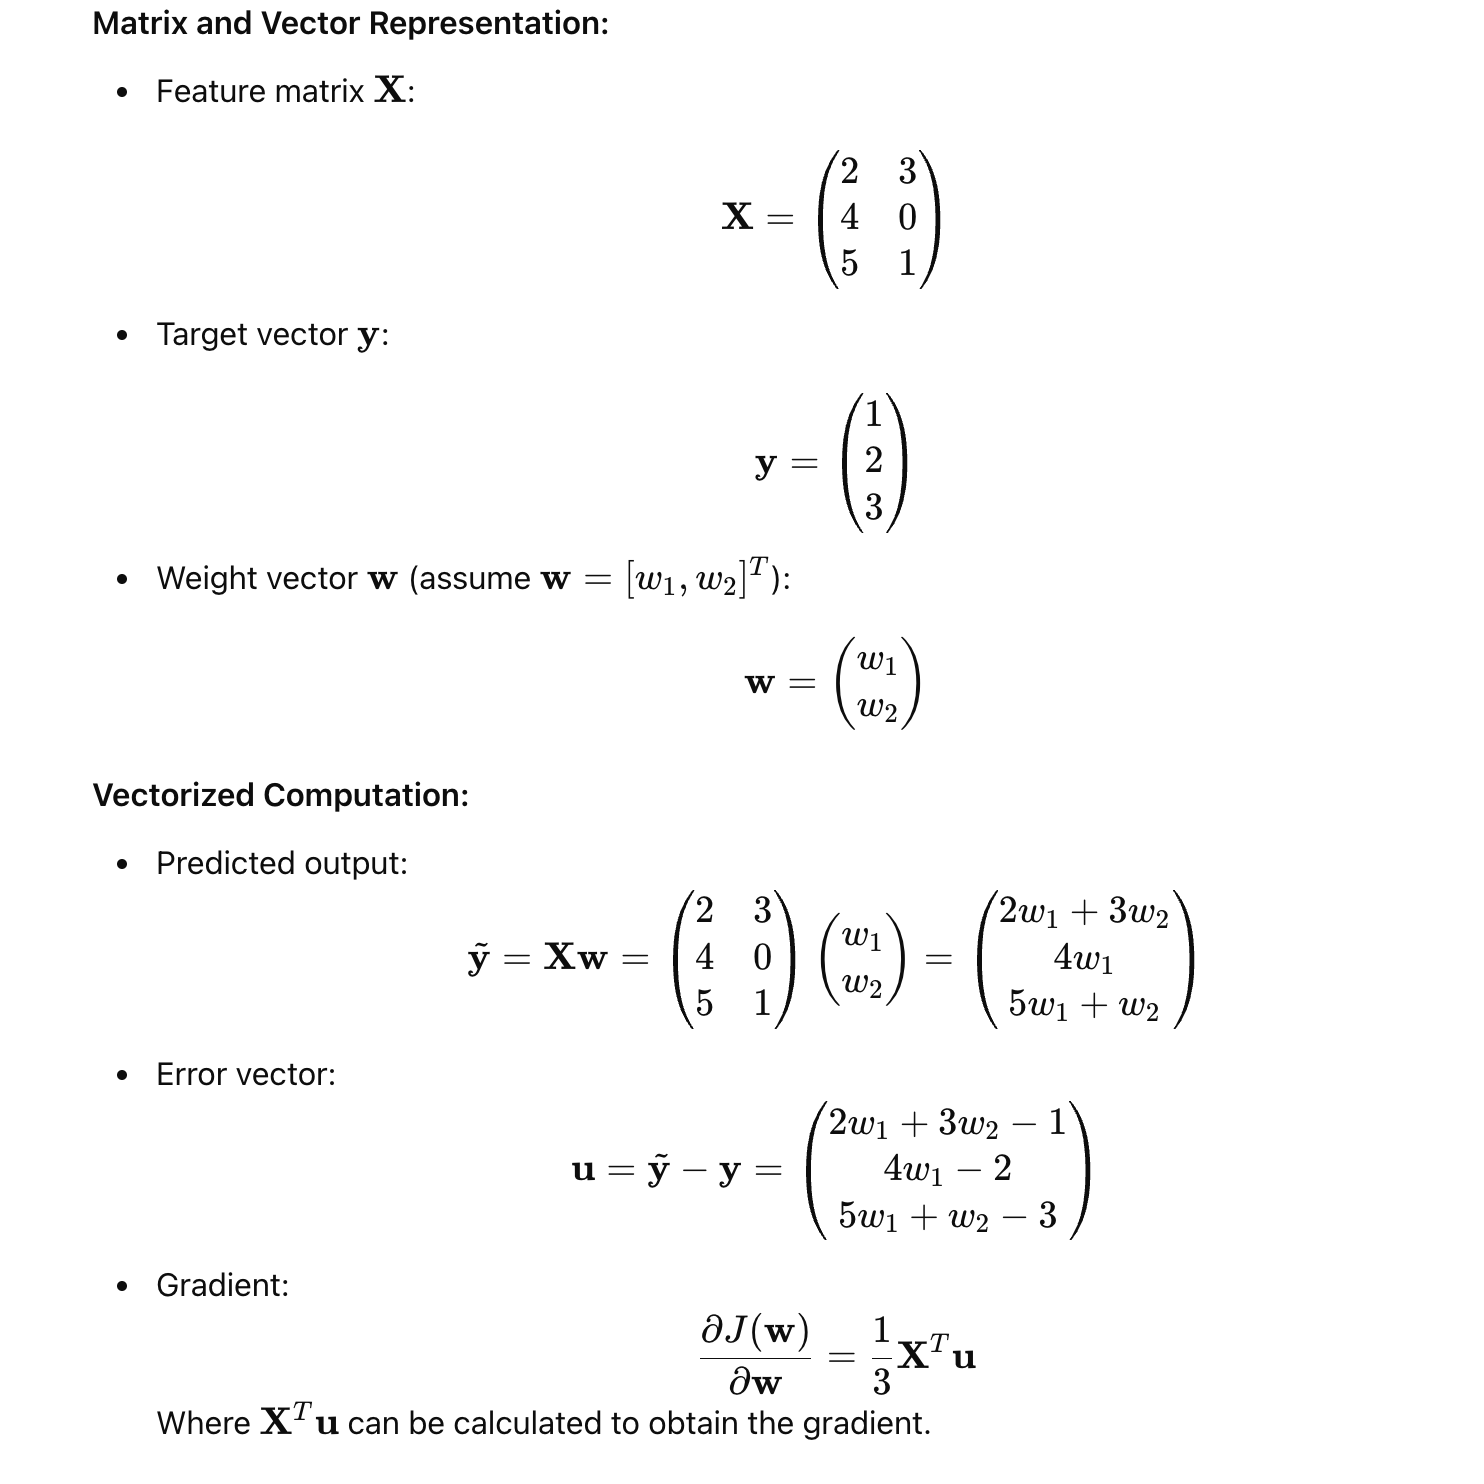 Matrix and Vector Representation:
• Feature matrix $\mathbf{X}$:
$\mathbf{X} = \begin{pmatrix} 2 & 3 \\ 4 & 0 \\ 5 & 1 \end{pmatrix}$
• Target vector $\mathbf{y}$:
$\mathbf{y} = \begin{pmatrix} 1 \\ 2 \\ 3 \end{pmatrix}$
• Weight vector $\mathbf{w}$ (assume $\mathbf{w} = [w_1, w_2]^T$):
$\mathbf{w} = \begin{pmatrix} w_1 \\ w_2 \end{pmatrix}$
Vectorized Computation:
• Predicted output:
$\tilde{\mathbf{y}} = \mathbf{X}\mathbf{w} = \begin{pmatrix} 2 & 3 \\ 4 & 0 \\ 5 & 1 \end{pmatrix} \begin{pmatrix} w_1 \\ w_2 \end{pmatrix} = \begin{pmatrix} 2w_1 + 3w_2 \\ 4w_1 \\ 5w_1 + w_2 \end{pmatrix}$
• Error vector:
$\mathbf{u} = \tilde{\mathbf{y}} - \mathbf{y} = \begin{pmatrix} 2w_1 + 3w_2 - 1 \\ 4w_1 - 2 \\ 5w_1 + w_2 - 3 \end{pmatrix}$
• Gradient:
$\frac{\partial J(\mathbf{w})}{\partial \mathbf{w}} = \frac{1}{3} \mathbf{X}^T \mathbf{u}$
Where $\mathbf{X}^T \mathbf{u}$ can be calculated to obtain the gradient.